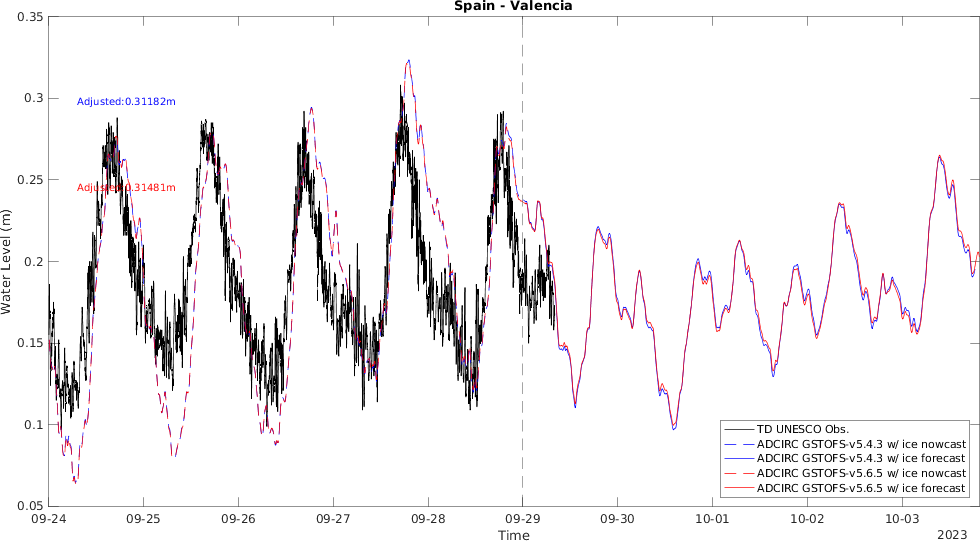 Spain - Valencia
0.35
0.3
0.25
0.2
0.15
0.1
0.05
Water Level (m)
Adjusted:0.31182m
Adjusted:0.31481m
TD UNESCO Obs.
ADCIRC GSTOFS-v5.4.3 w/ ice nowcast
ADCIRC GSTOFS-v5.4.3 w/ ice forecast
ADCIRC GSTOFS-v5.6.5 w/ ice nowcast
ADCIRC GSTOFS-v5.6.5 w/ ice forecast
09-24 09-25 09-26 09-27 09-28 09-29 09-30 10-01 10-02 10-03
Time
2023